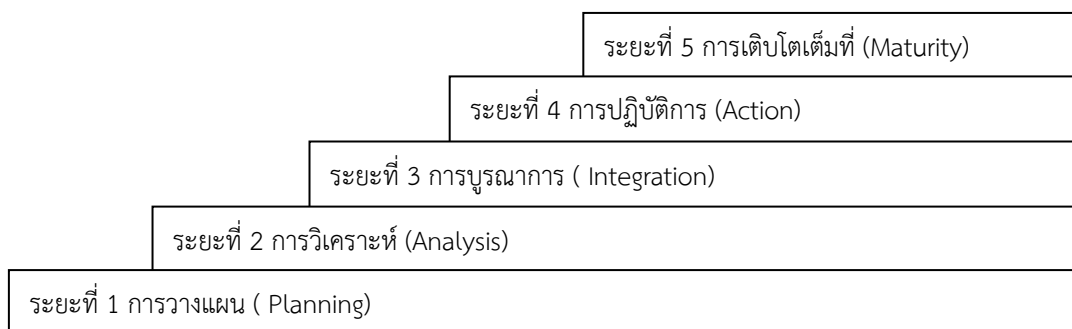 ระยะที่ 5 การเติบโตเต็มที่ (Maturity)
ระยะที่ 4 การปฏิบัติการ (Action)
ระยะที่ 3 การบูรณาการ ( Integration)
ระยะที่ 2 การวิเคราะห์ (Analysis)
ระยะที่ 1 การวางแผน ( Planning)